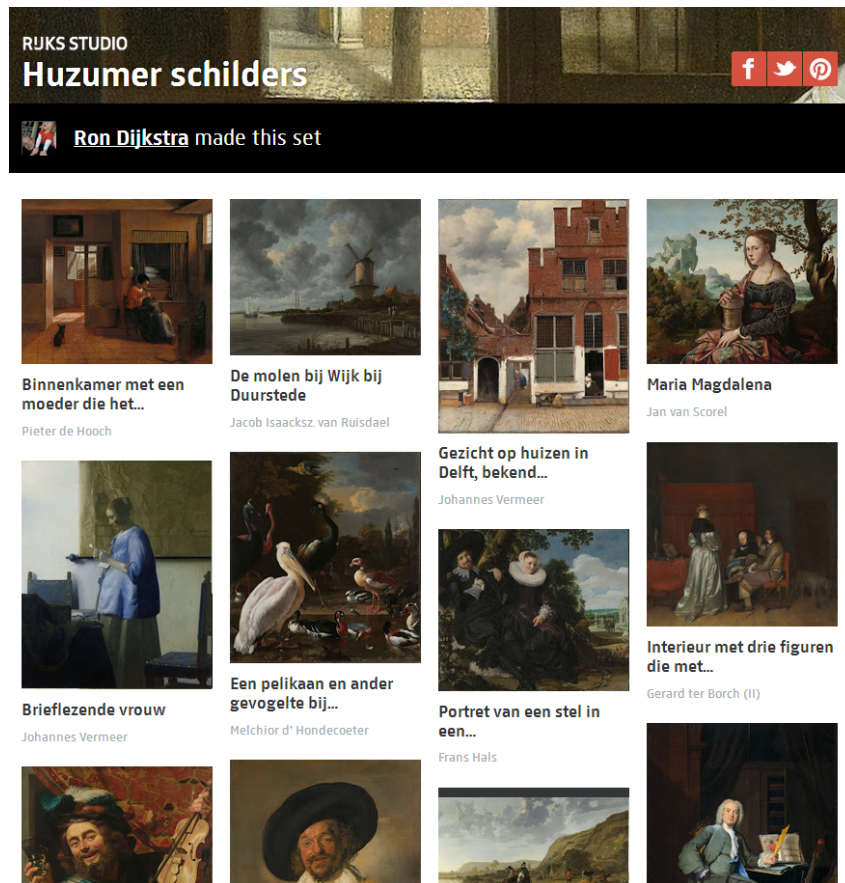 RIJKS STUDIO
Huzumer schilders
Ron Dijkstra made this set
Binnenkamer met een
moeder die het...
Pieter de Hooch
De molen bij Wijk bij
Duurstede
Jacob Isaacksz. van Ruisdael
Gezicht op huizen in
Delft, bekend...
Johannes Vermeer
Maria Magdalena
Jan van Scorel
Brieflezende vrouw
Johannes Vermeer
Een pelikaan en ander
gevogelte bij...
Melchior d' Hondecoeter
Portret van een stel in
een...
Frans Hals
Interieur met drie figuren
die met...
Gerard ter Borch (II)